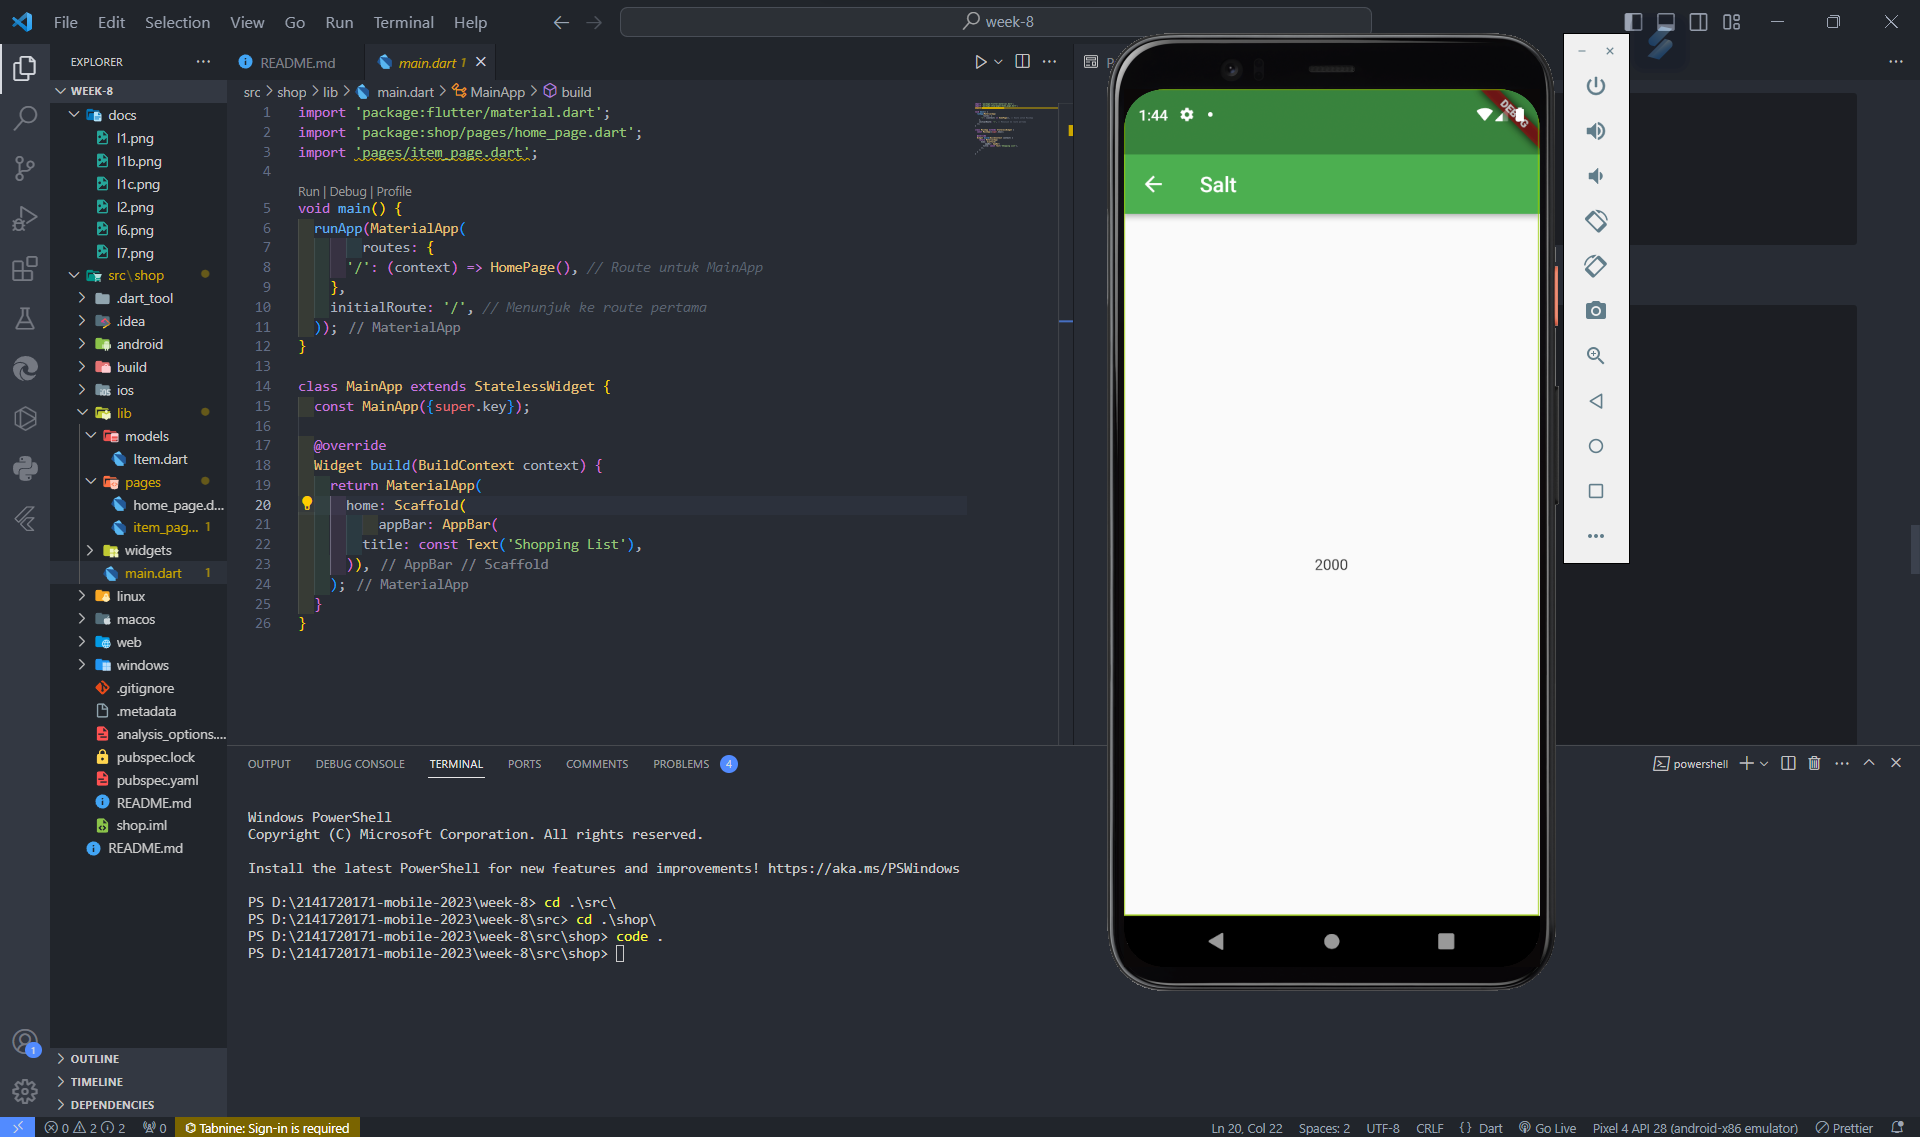 File Edit Selection View Go Run Terminal Help
week-8
EXPLORER
README.md
main.dart 1
WEEK-8
docs
l1.png
l1b.png
l1c.png
l2.png
l6.png
l7.png
src\shop
.dart_tool
.idea
android
build
ios
lib
models
Item.dart
pages
home_page.d...
item_pag... 1
widgets
main.dart 1
linux
macos
web
windows
.gitignore
.metadata
analysis_options....
pubspec.lock
pubspec.yaml
README.md
shop.iml
README.md
OUTLINE
TIMELINE
DEPENDENCIES
src > shop > lib > main.dart > MainApp > build
1 import 'package:flutter/material.dart';
2 import 'package:shop/pages/home_page.dart';
3 import 'pages/item_page.dart';
4
Run | Debug | Profile
5 void main() {
6 runApp(MaterialApp(
7 routes: {
8 '/': (context) => HomePage(), // Route untuk MainApp
9 },
10 initialRoute: '/', // Menunjuk ke route pertama
11 )); // MaterialApp
12 }
13
14 class MainApp extends StatelessWidget {
15 const MainApp({super.key});
16
17 @override
18 Widget build(BuildContext context) {
19 return MaterialApp(
20 home: Scaffold(
21 appBar: AppBar(
22 title: const Text('Shopping List'),
23 )), // AppBar // Scaffold
24 ); // MaterialApp
25 }
26 }
OUTPUT DEBUG CONSOLE TERMINAL PORTS COMMENTS PROBLEMS 4
powershell
Windows PowerShell
Copyright (C) Microsoft Corporation. All rights reserved.
Install the latest PowerShell for new features and improvements! https://aka.ms/PSWindows
PS D:\2141720171-mobile-2023\week-8> cd .\src\
PS D:\2141720171-mobile-2023\week-8\src> cd .\shop\
PS D:\2141720171-mobile-2023\week-8\src\shop> code .
PS D:\2141720171-mobile-2023\week-8\src\shop>
1:44
DEBUG
Salt
2000
1
0 2 2 0 Tabnine: Sign-in is required
Ln 20, Col 22 Spaces: 2 UTF-8 CRLF { } Dart Go Live Pixel 4 API 28 (android-x86 emulator) Prettier